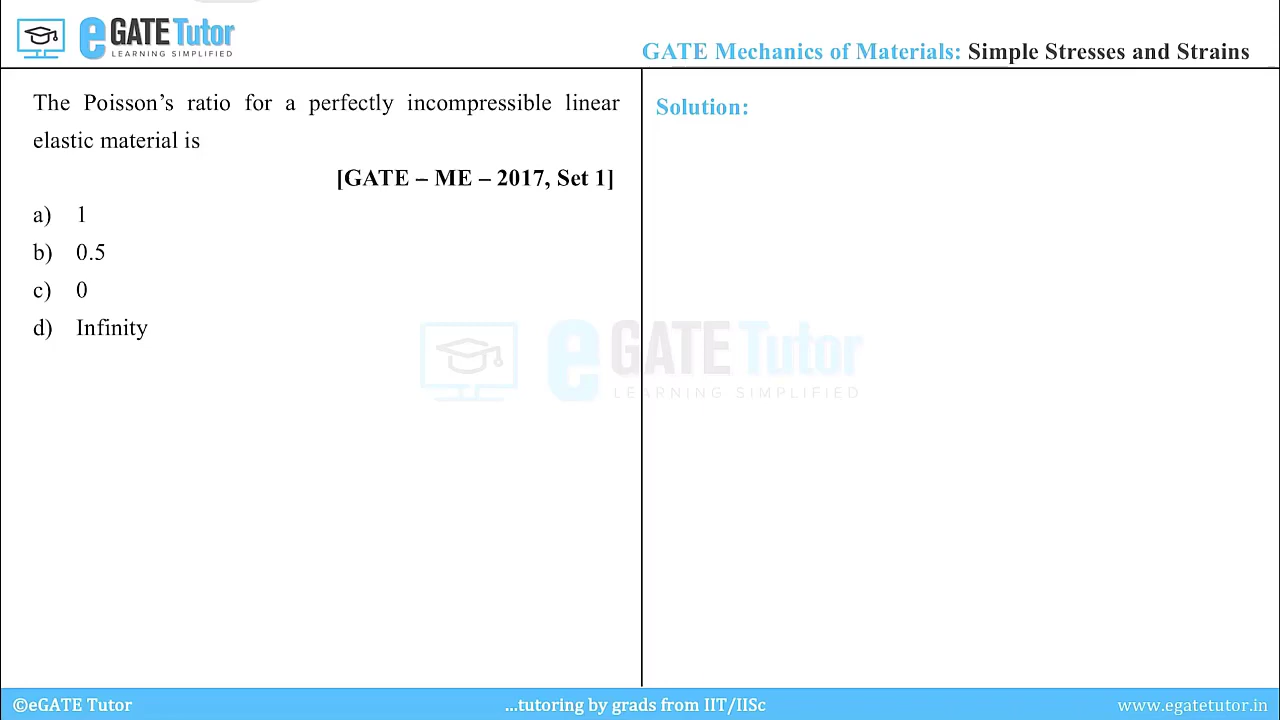 eGATE Tutor
LEARNING SIMPLIFIED
GATE Mechanics of Materials: Simple Stresses and Strains
The Poisson’s ratio for a perfectly incompressible linear
elastic material is
[GATE – ME – 2017, Set 1]
a) 1
b) 0.5
c) 0
d) Infinity
Solution:
eGATE Tutor
LEARNING SIMPLIFIED
©eGATE Tutor
...tutoring by grads from IIT/IISc
www.egatetutor.in